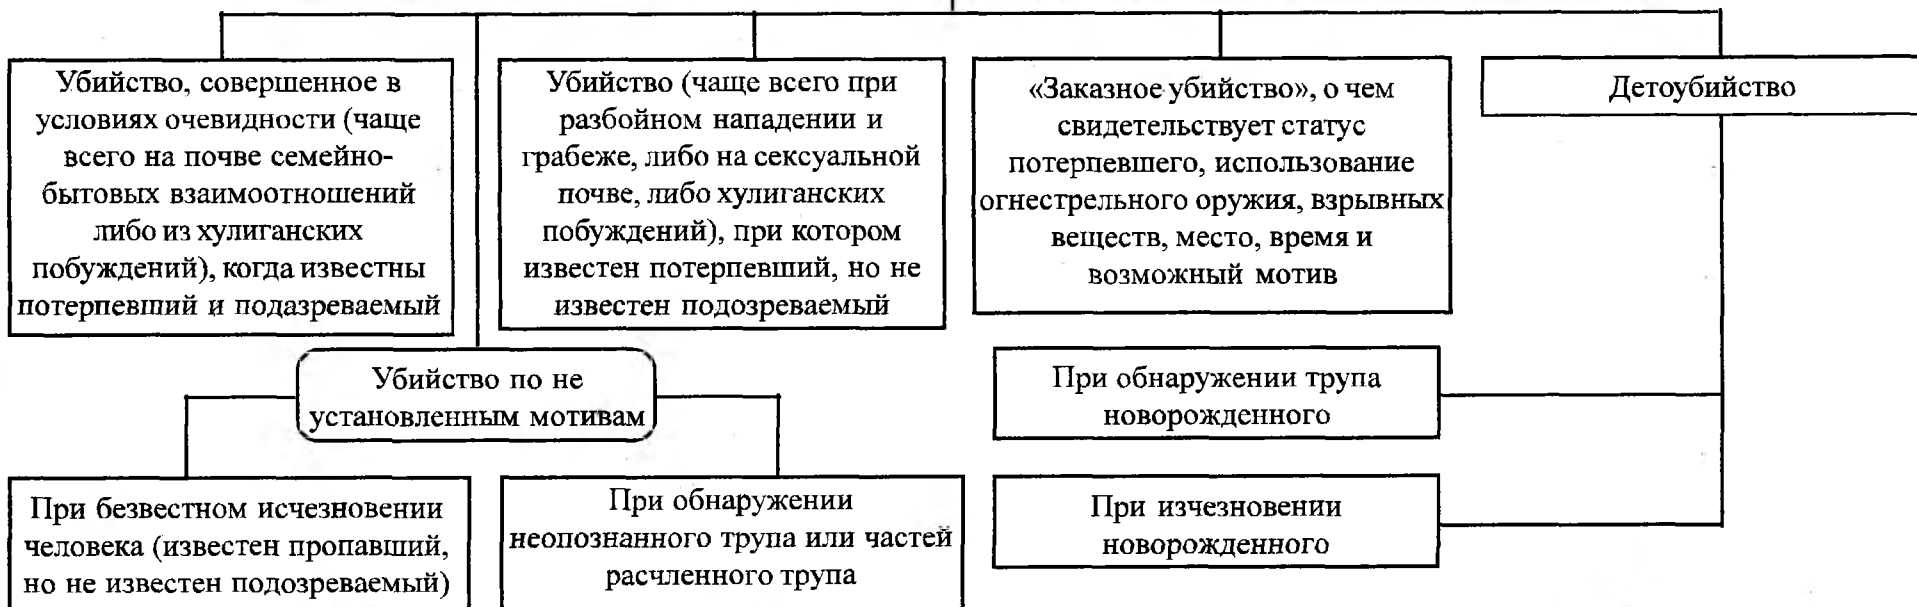 Убийство, совершенное в
условиях очевидности (чаще
всего на почве семейно-
бытовых взаимоотношений
либо из хулиганских
побуждений), когда известны
потерпевший и подазреваемый
Убийство (чаще всего при
разбойном нападении и
грабеже, либо на сексуальной
почве, либо хулиганских
побуждений), при котором
известен потерпевший, но не
известен подозреваемый
«Заказное убийство», о чем
свидетельствует статус
потерпевшего, использование
огнестрельного оружия, взрывных
веществ, место, время и
возможный мотив
Детоубийство
Убийство по не
установленным мотивам
При обнаружении трупа
новорожденного
При безвестном исчезновении
человека (известен пропавший,
но не известен подозреваемый)
При обнаружении
неопознанного трупа или частей
расчленного трупа
При изчезновении
новорожденного